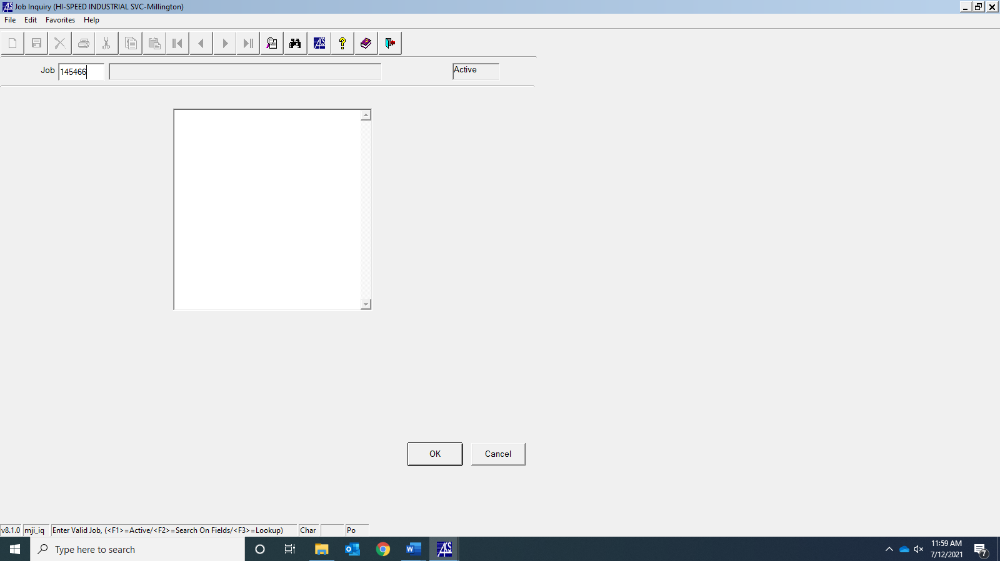 Job Inquiry (HI-SPEED INDUSTRIAL SVC-Millington)
File Edit Favorites Help
Job 145466 Active
OK Cancel
v8.1.0 mji_iq Enter Valid Job, (<F1>=Active/<F2>=Search On Fields/<F3>=Lookup) Char Po
Type here to search
11:59 AM
7/12/2021
7